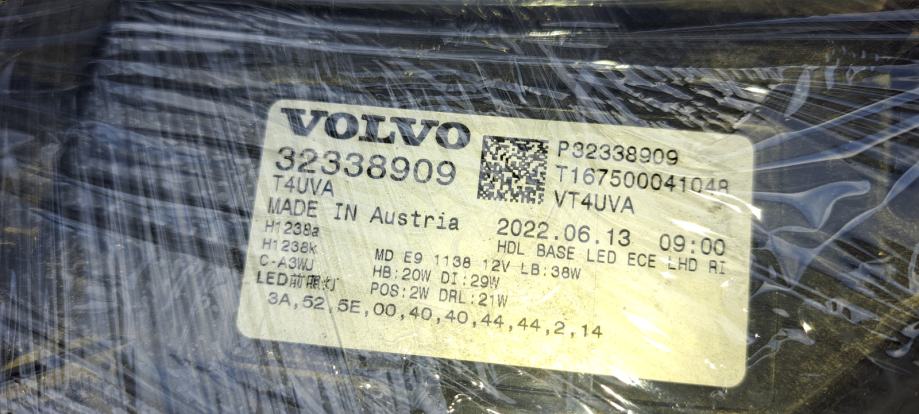 VOLVO
32338909
T4UVA
P32338909
T167500041048
VT4UVA
MADE IN Austria
2022.06.13 09:00
H1238a
HDL BASE LED ECE LHD RI
H1238k
MD E9 1138 12V LB:38W
C-A3WJ
HB:20W DI:29W
LED前照灯
POS:2W DRL:21W
3A,52,5E,00,40,40,44,44,2,14